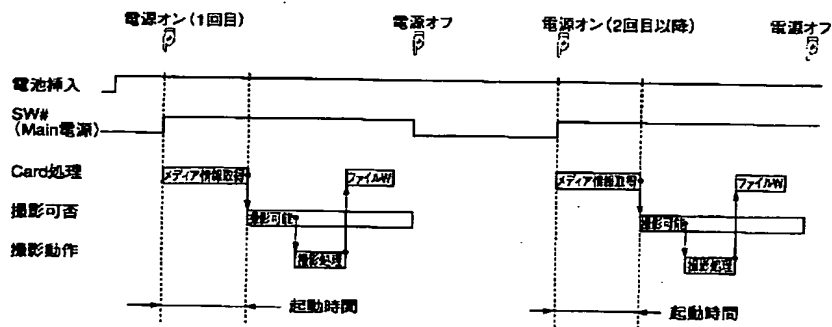 電源オン(1回目)
電源オフ
電源オン(2回目以降)
電源オフ
電池挿入
SW#
(Main電源)
Card処理
メディア情報取得
ファイルW
メディア情報取得
ファイルW
撮影可否
撮影可能
撮影可能
撮影動作
撮影処理
撮影処理
起動時間
起動時間